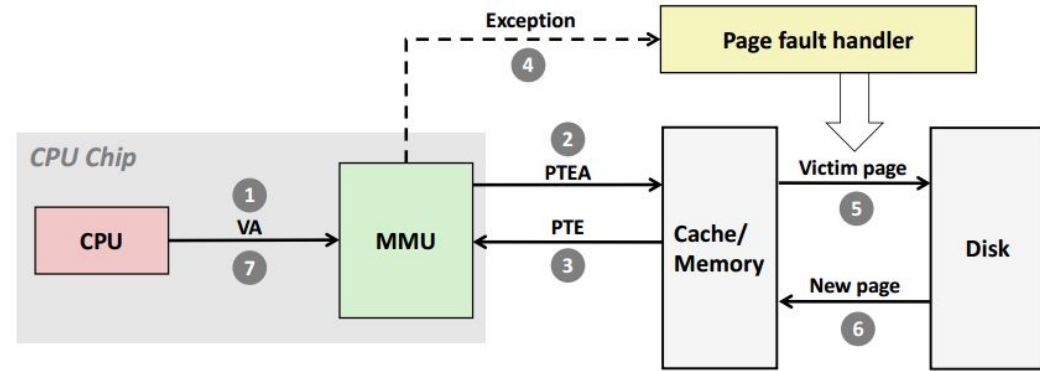 Exception
4
Page fault handler
CPU Chip
2
PTEA
Victim page
5
1
VA
7
CPU
MMU
PTE
3
Cache/
Memory
Disk
New page
6